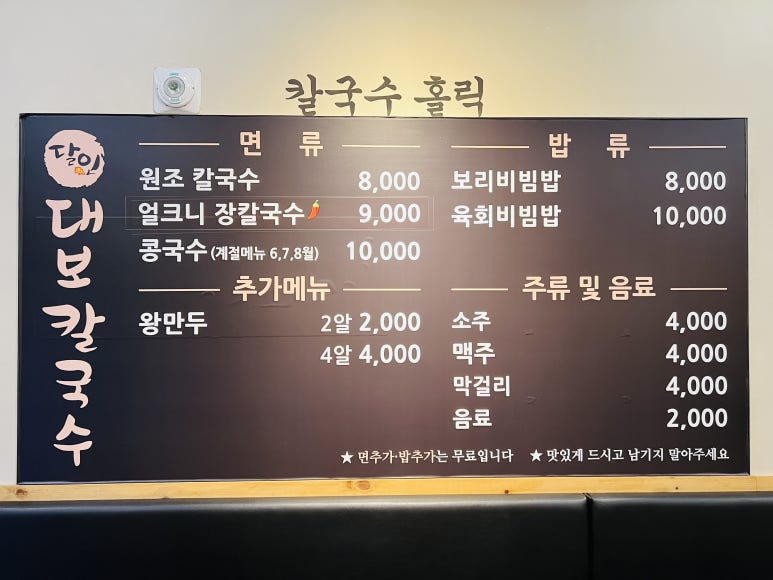 칼국수 홀릭
달인
대보칼국수
면 류
원조 칼국수 8,000
얼크니 장칼국수 9,000
콩국수 (계절메뉴 6,7,8월) 10,000
추가메뉴
왕만두 2알 2,000
4알 4,000
밥 류
보리비빔밥 8,000
육회비빔밥 10,000
주류 및 음료
소주 4,000
맥주 4,000
막걸리 4,000
음료 2,000
★ 면추가·밥추가는 무료입니다 ★ 맛있게 드시고 남기지 말아주세요